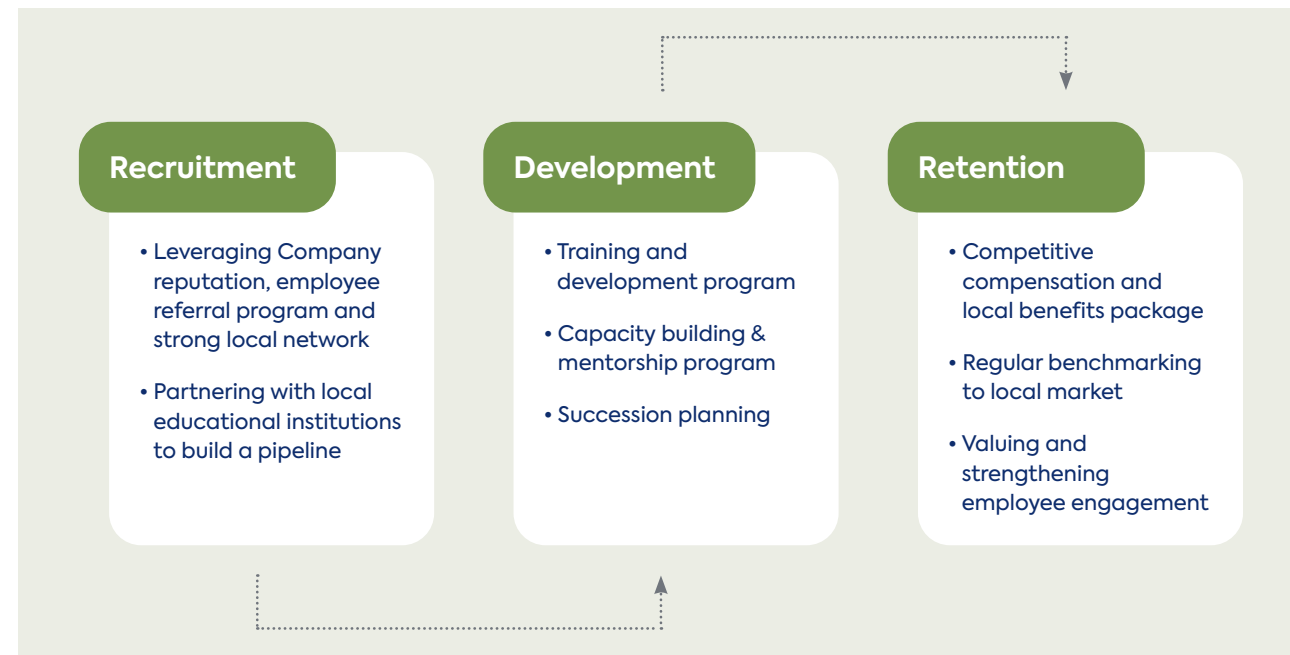 Recruitment
• Leveraging Company
reputation, employee
referral program and
strong local network
• Partnering with local
educational institutions
to build a pipeline
Development
• Training and
development program
• Capacity building &
mentorship program
• Succession planning
Retention
• Competitive
compensation and
local benefits package
• Regular benchmarking
to local market
• Valuing and
strengthening
employee engagement